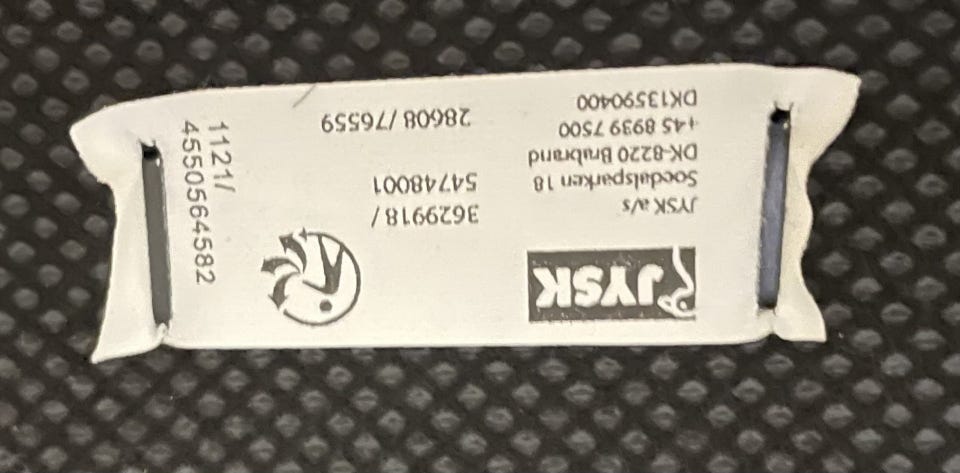 JYSK
JYSK a/s
Soedalsparken 18
DK-8220 Brabrand
+45 8939 7500
DK13590400
3629918 /
54748001
28608 / 76559
1121/
4550564582